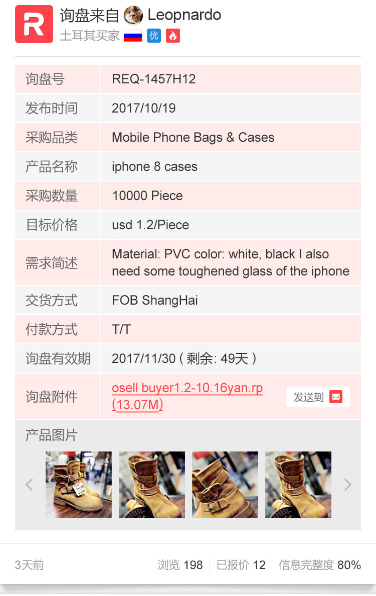 R 询盘来自 Leopnardo
土耳其买家 优
询盘号 REQ-1457H12
发布时间 2017/10/19
采购品类 Mobile Phone Bags & Cases
产品名称 iphone 8 cases
采购数量 10000 Piece
目标价格 usd 1.2/Piece
需求简述 Material: PVC color: white, black I also
need some toughened glass of the iphone
交货方式 FOB ShangHai
付款方式 T/T
询盘有效期 2017/11/30 ( 剩余: 49天 )
询盘附件 osell buyer1.2-10.16yan.rp
(13.07M) 发送到
产品图片
3天前 浏览 198 已报价 12 信息完整度 80%